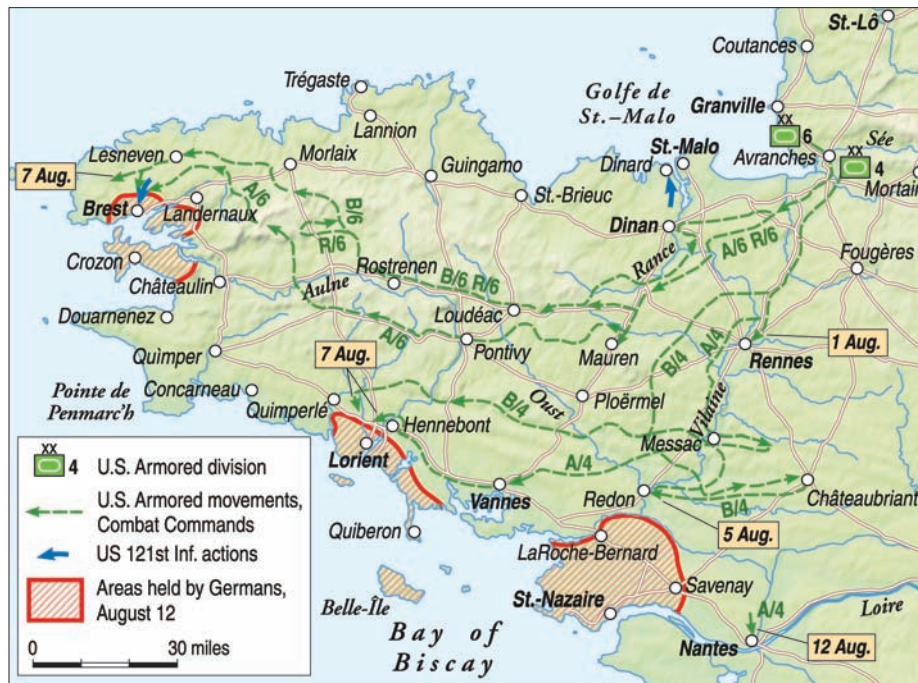 St.-Lô
Coutances
Trégaste
Golfe de
St.–Malo
Granville
XX
6
Sée
Lannion
XX
4
Avranches
Mortain
Lesneven
Morlaix
Guingamo
Dinard
St.-Malo
7 Aug.
A/6
St.-Brieuc
Brest
Landernaux
B/6
Dinan
R/6
A/6 R/6
Rance
Fougères
Crozon
Rostrenen
B/6 R/6
Châteaulin
Aulne
Loudéac
Douarnenez
A/6
Pontivy
Mauren
B/4
A/4
Rennes
1 Aug.
Quimper
7 Aug.
Pointe de
Penmarc'h
Concarneau
Quimperlé
B/4
Oust
Ploërmel
Vilaine
Hennebont
Messac
Lorient
A/4
Vannes
Redon
B/4
Châteaubriant
Quiberon
5 Aug.
LaRoche-Bernard
Belle-Île
Savenay
St.-Nazaire
A/4
Loire
Bay of
Biscay
Nantes
12 Aug.
XX
4
U.S. Armored division
U.S. Armored movements,
Combat Commands
US 121st Inf. actions
Areas held by Germans,
August 12
0
30 miles